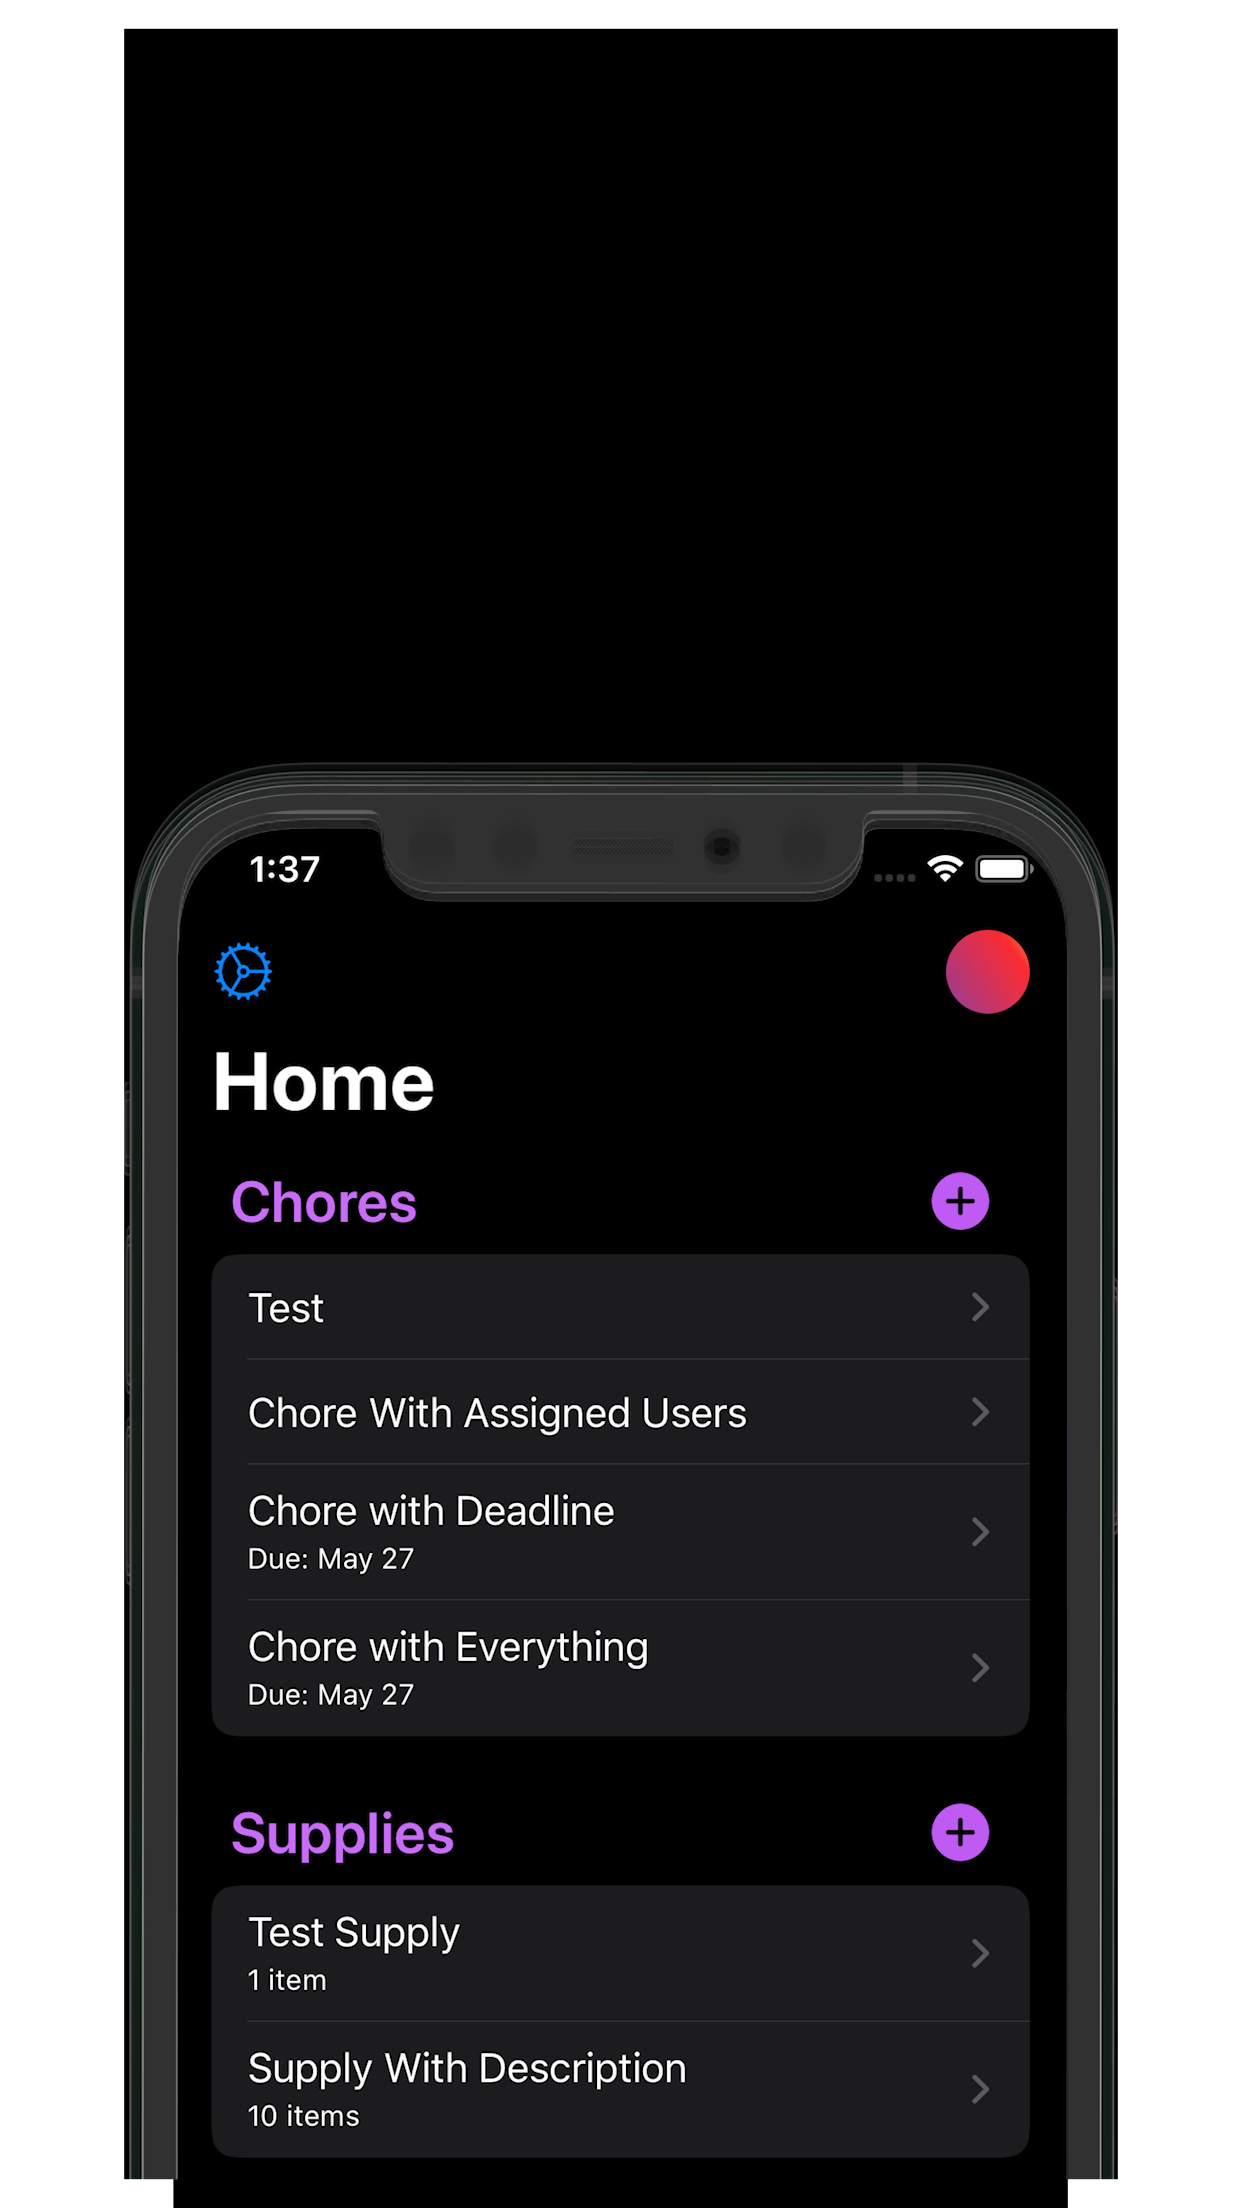 1:37
Home
Chores
Test
Chore With Assigned Users
Chore with Deadline
Due: May 27
Chore with Everything
Due: May 27
Supplies
Test Supply
1 item
Supply With Description
10 items